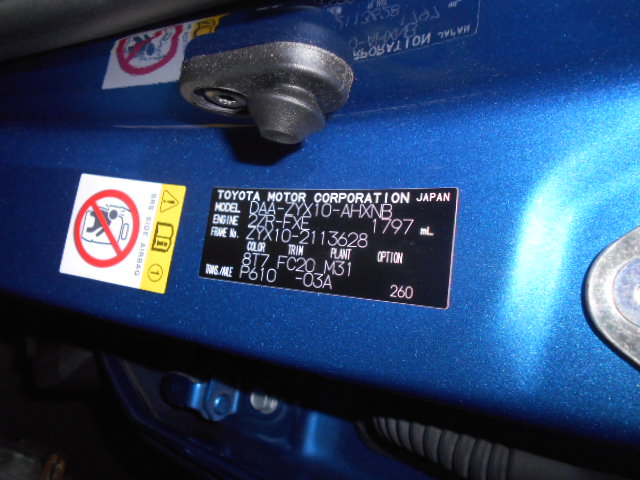 TOYOTA MOTOR CORPORATION JAPAN
MODEL DAA-ZYX10-AHXNB
ENGINE 2ZR-FXE 1797 mL
FRAME No. ZYX10-2113628
COLOR TRIM PLANT OPTION
8T7 FC20 M31
TRANS./AXLE P610 -03A
260
SRS SIDE AIRBAG